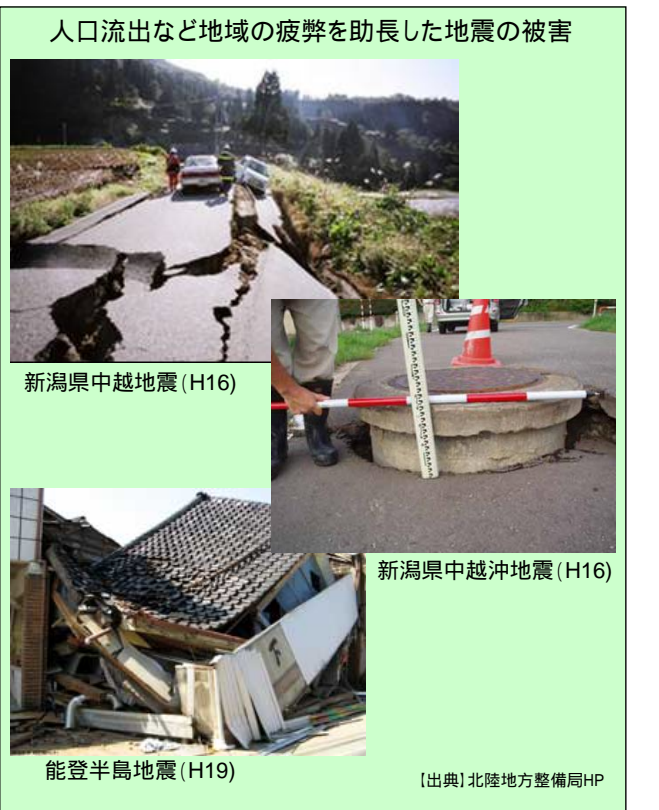 人口流出など地域の疲弊を助長した地震の被害
新潟県中越地震(H16)
新潟県中越沖地震(H16)
能登半島地震(H19)
【出典】北陸地方整備局HP